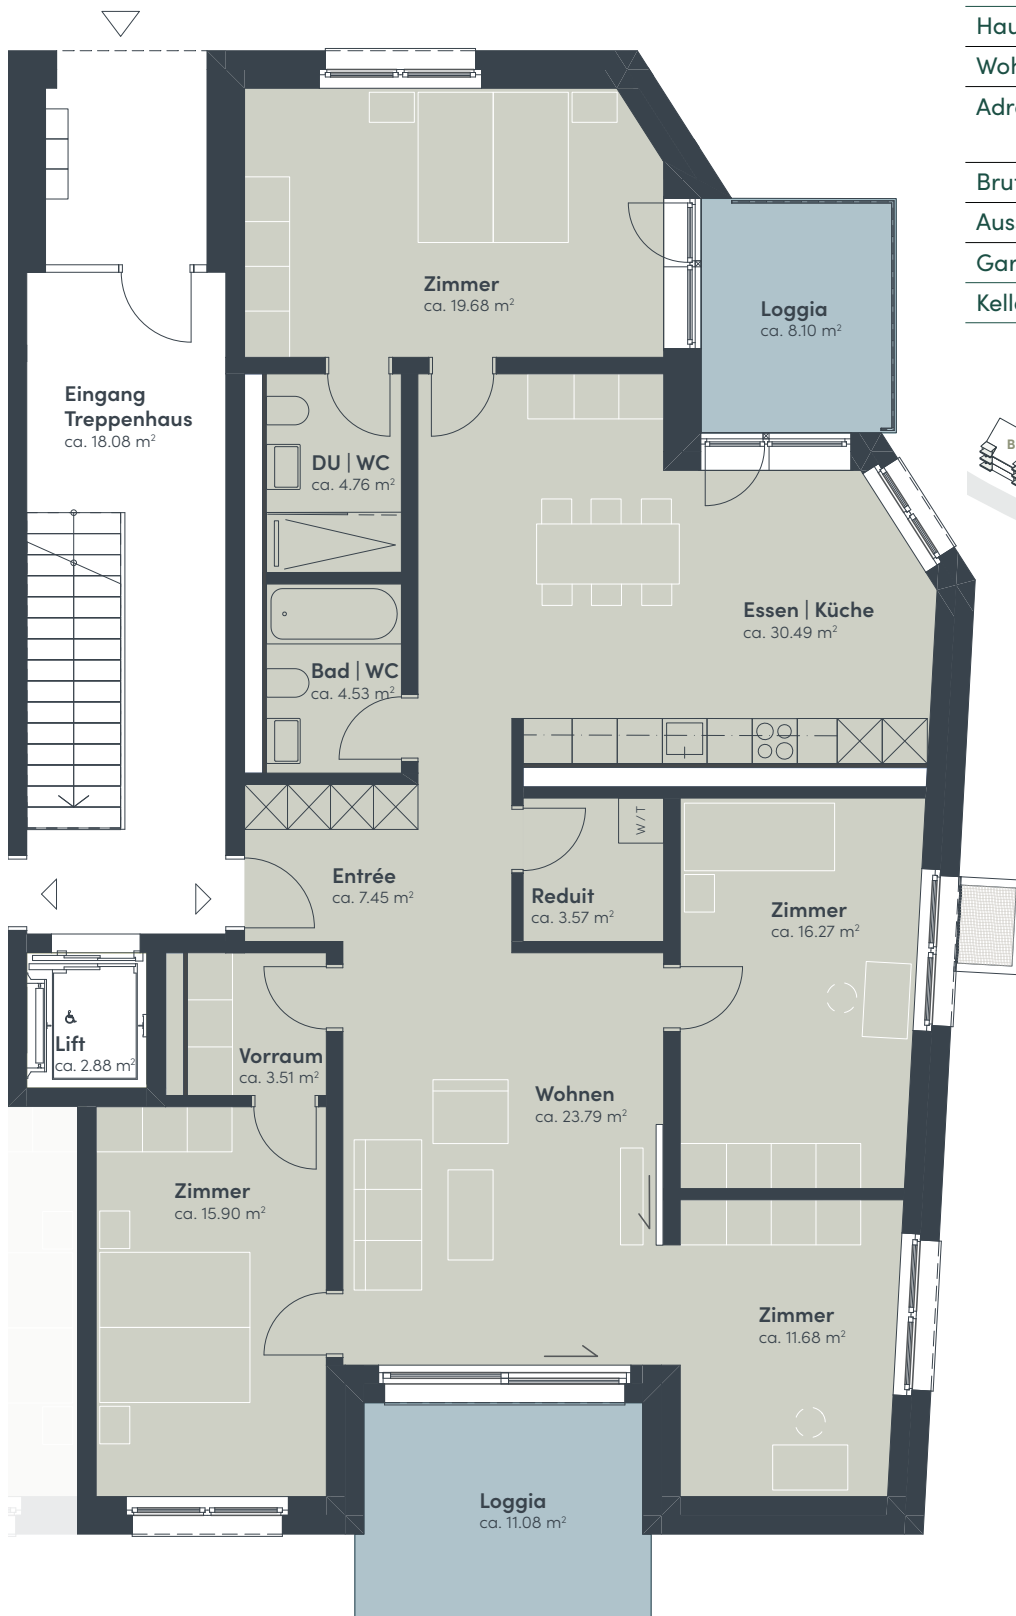 Zimmer
ca. 19.68 m²
Loggia
ca. 8.10 m²
Eingang
Treppenhaus
ca. 18.08 m²
DU | WC
ca. 4.76 m²
B
Essen | Küche
ca. 30.49 m²
Bad | WC
ca. 4.53 m²
W / T
Entrée
ca. 7.45 m²
Reduit
ca. 3.57 m²
Zimmer
ca. 16.27 m²
Lift
ca. 2.88 m²
Vorraum
ca. 3.51 m²
Wohnen
ca. 23.79 m²
Zimmer
ca. 15.90 m²
Zimmer
ca. 11.68 m²
Loggia
ca. 11.08 m²